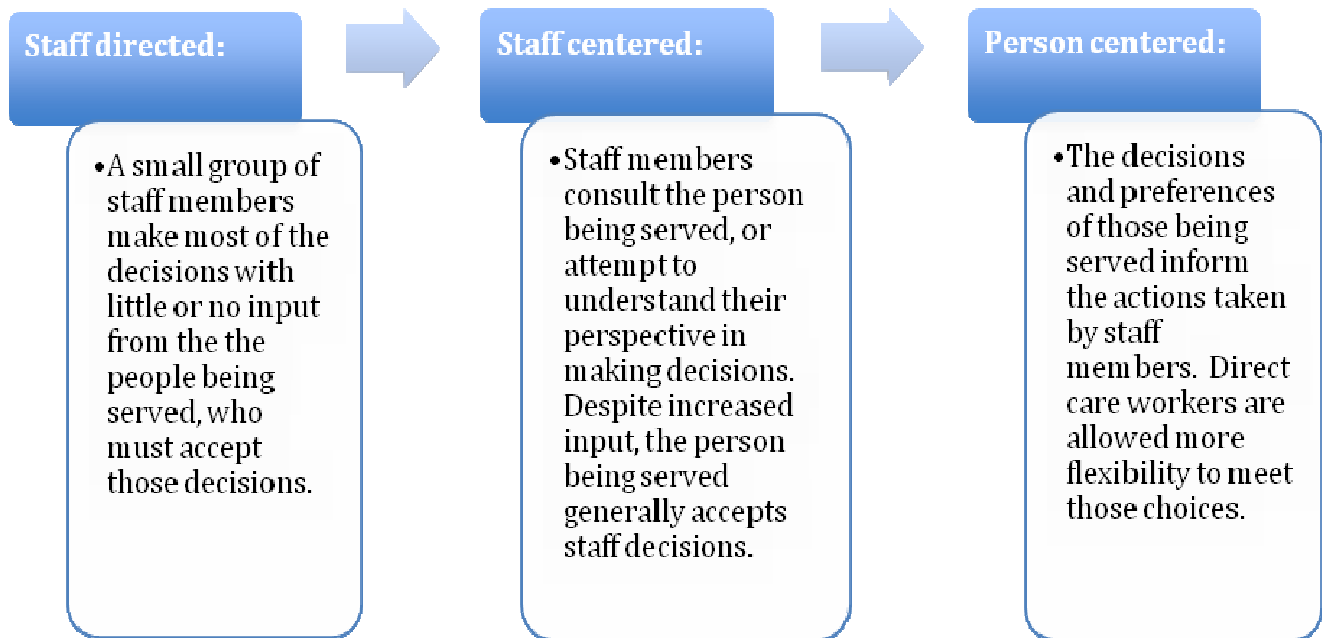 Staff directed:
•A small group of
staff members
make most of the
decisions with
little or no input
from the the
people being
served, who
must accept
those decisions.
Staff centered:
•Staff members
consult the person
being served, or
attempt to
understand their
perspective in
making decisions.
Despite increased
input, the person
being served
generally accepts
staff decisions.
Person centered:
•The decisions
and preferences
of those being
served inform
the actions taken
by staff
members.  Direct
care workers are
allowed more
flexibility to meet
those choices.